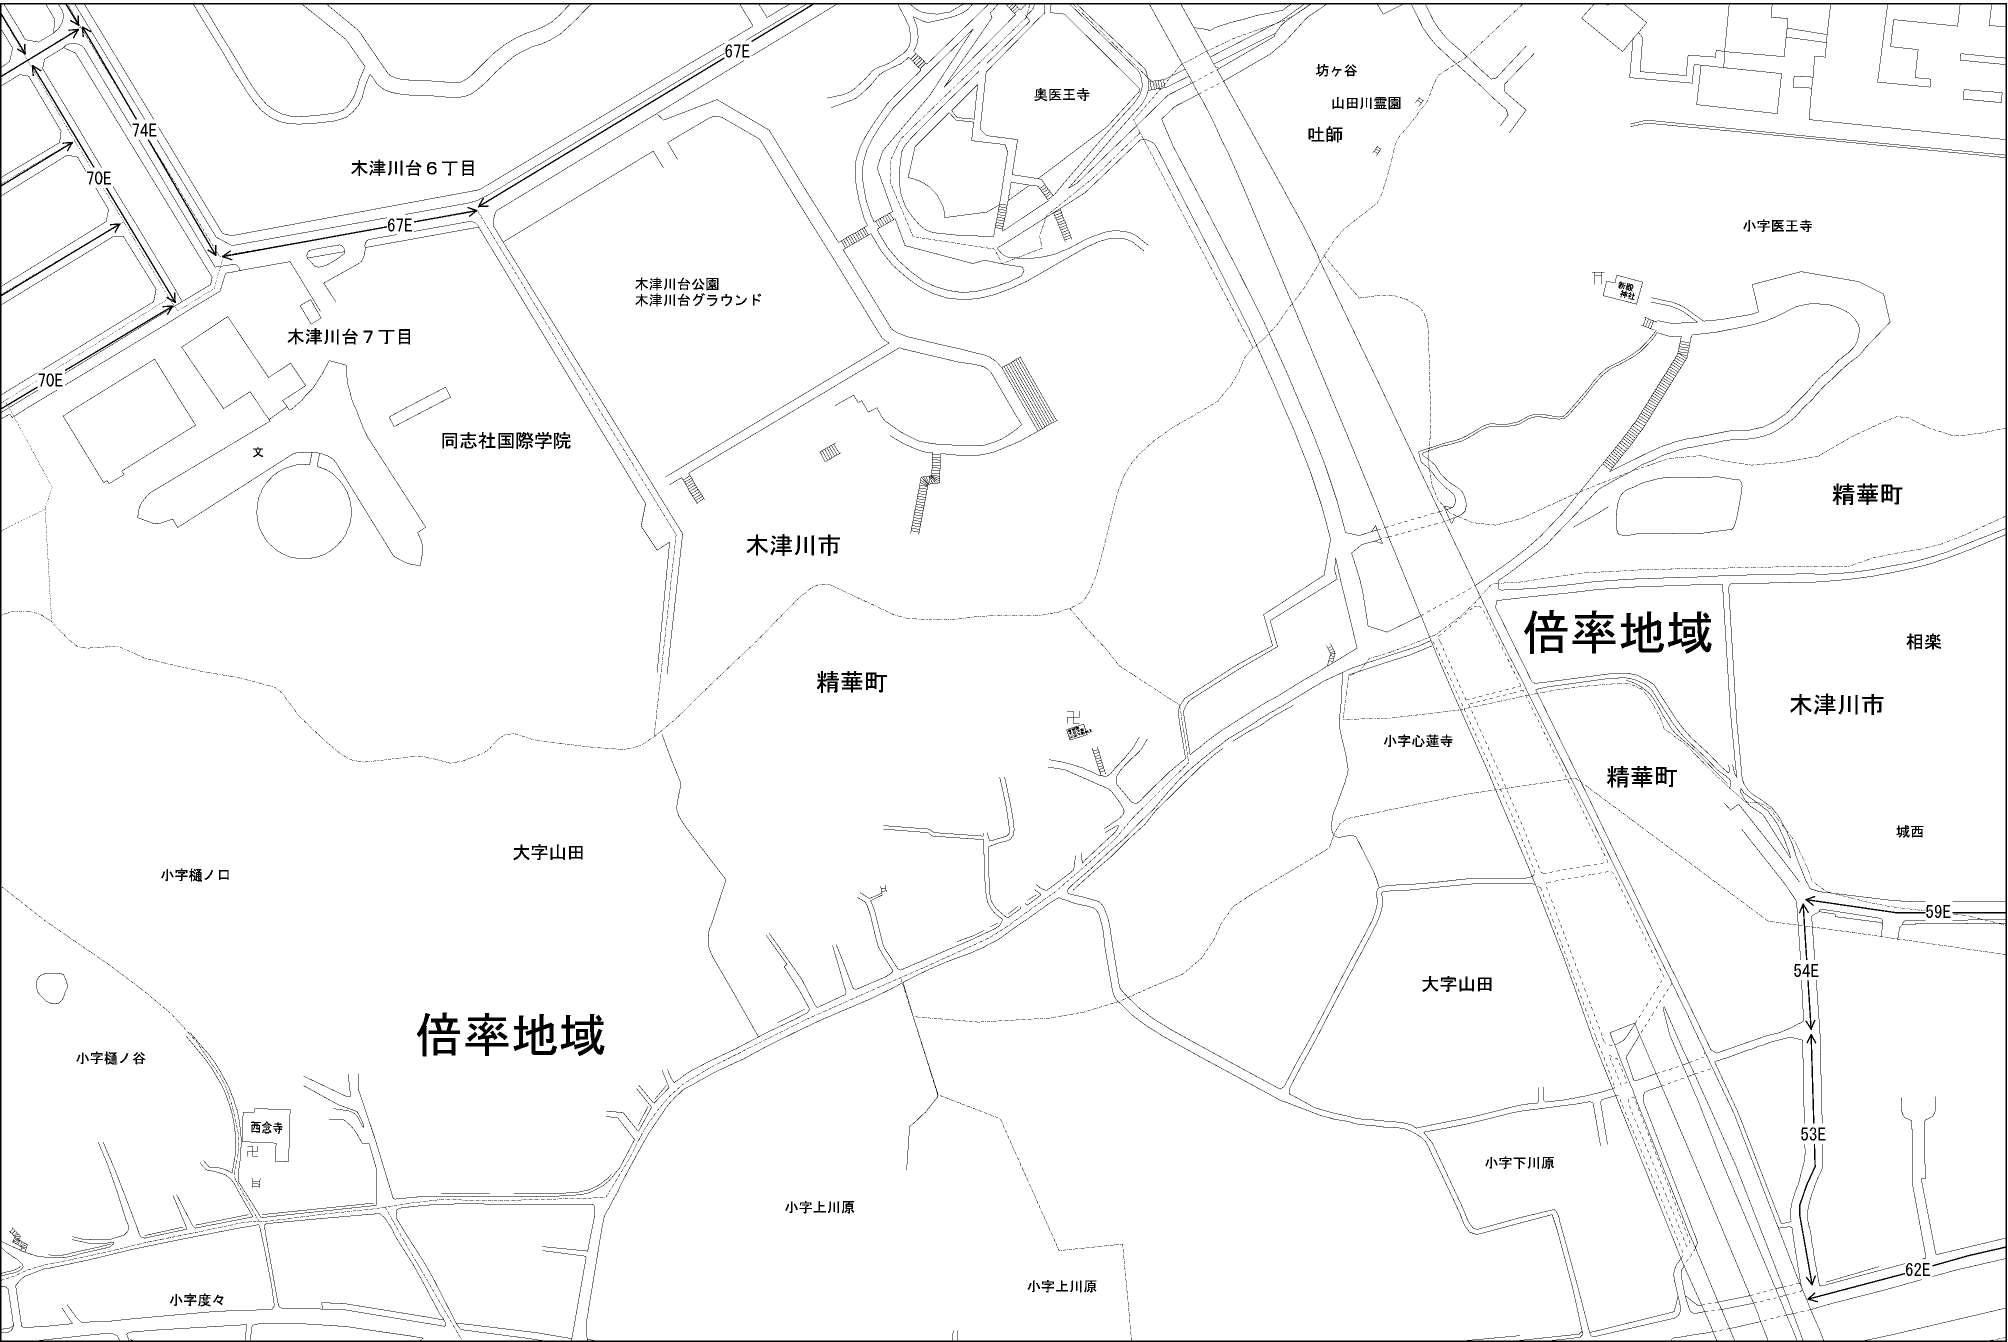 67E
坊ヶ谷
奥医王寺
山田川霊園
74E
吐師
木津川台６丁目
70E
67E
小字医王寺
木津川台公園
木津川台グラウンド
新殿
神社
木津川台７丁目
70E
同志社国際学院
文
精華町
木津川市
倍率地域
相楽
精華町
木津川市
小字心蓮寺
精華町
城西
大字山田
小字樋ノ口
59E
54E
大字山田
倍率地域
小字樋ノ谷
西念寺
53E
小字下川原
小字上川原
62E
小字上川原
小字度々